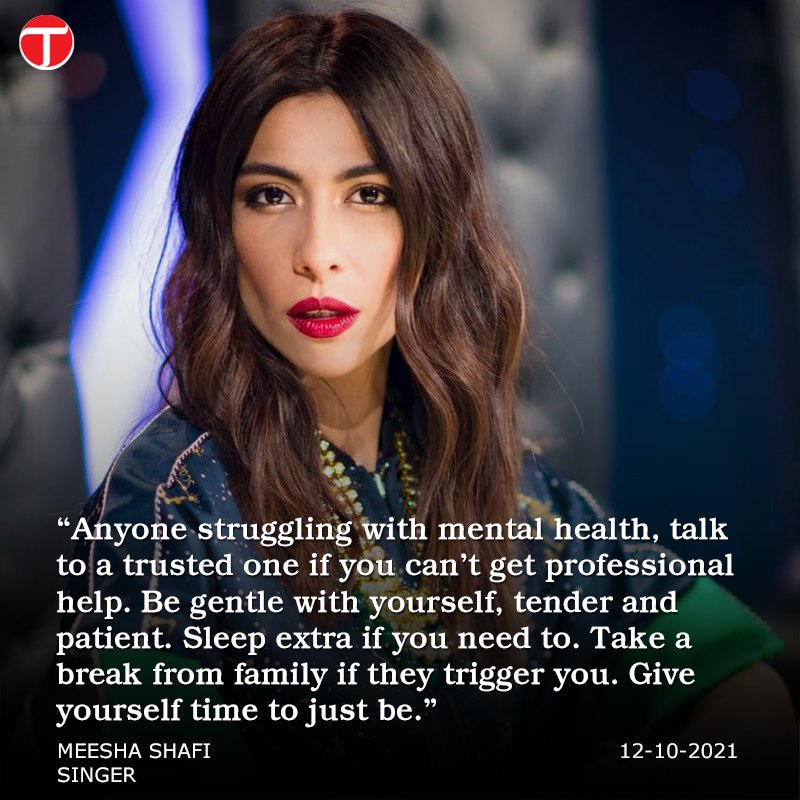 T
“Anyone struggling with mental health, talk
to a trusted one if you can’t get professional
help. Be gentle with yourself, tender and
patient. Sleep extra if you need to. Take a
break from family if they trigger you. Give
yourself time to just be.”
MEESHA SHAFI 12-10-2021
SINGER